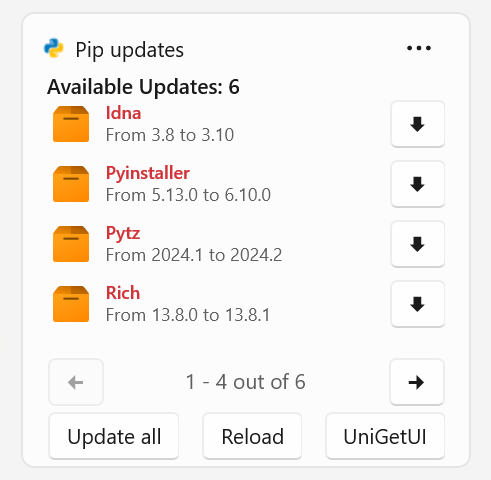 Pip updates
Available Updates: 6
Idna
From 3.8 to 3.10
Pyinstaller
From 5.13.0 to 6.10.0
Pytz
From 2024.1 to 2024.2
Rich
From 13.8.0 to 13.8.1
1 - 4 out of 6
Update all
Reload
UniGetUI